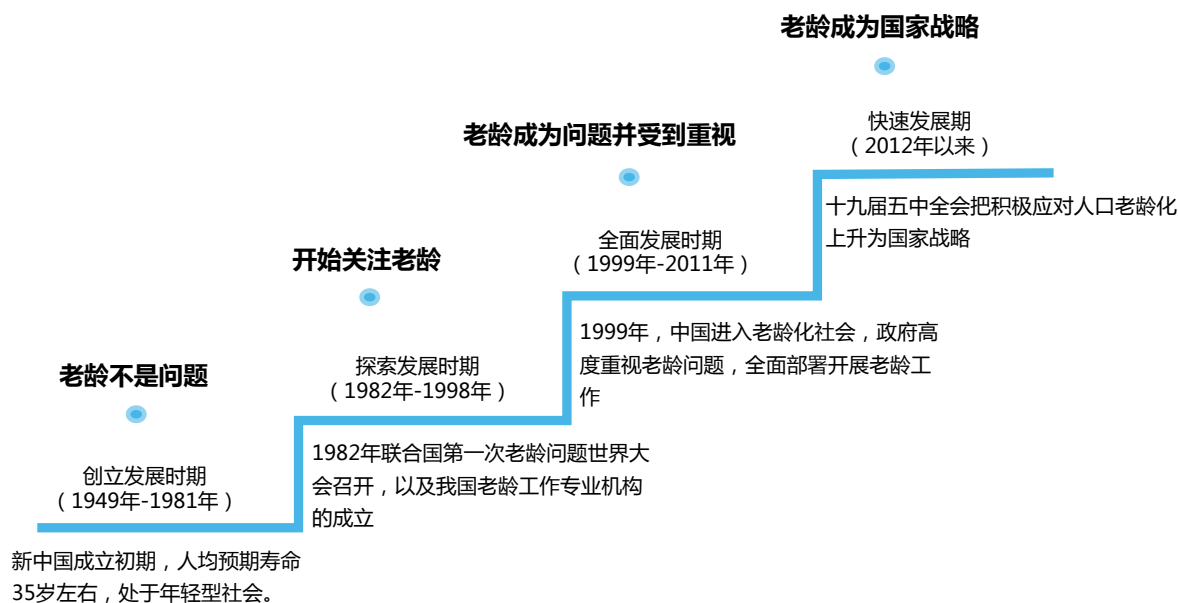 老龄成为国家战略
快速发展期
（2012年以来）
十九届五中全会把积极应对人口老龄化
上升为国家战略
老龄成为问题并受到重视
全面发展时期
（1999年-2011年）
1999年，中国进入老龄化社会，政府高
度重视老龄问题，全面部署开展老龄工
作
开始关注老龄
探索发展时期
（1982年-1998年）
1982年联合国第一次老龄问题世界大
会召开，以及我国老龄工作专业机构
的成立
老龄不是问题
创立发展时期
（1949年-1981年）
新中国成立初期，人均预期寿命
35岁左右，处于年轻型社会。